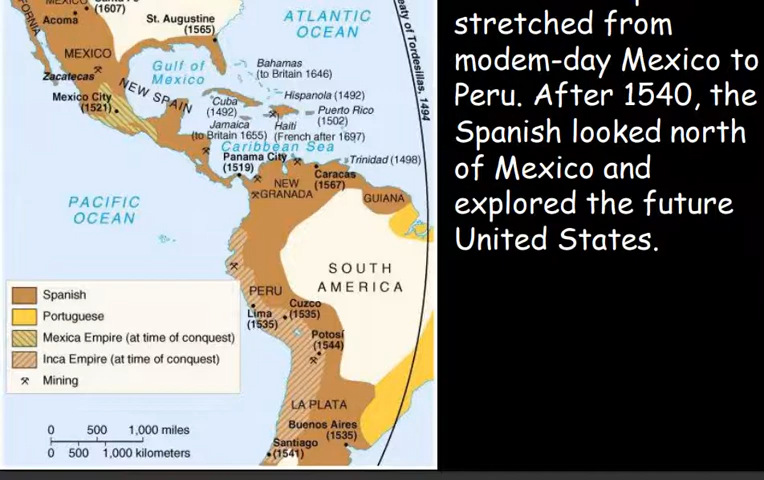 MEXICO
(1607)
Acoma
St. Augustine
(1565)
ATLANTIC
OCEAN
Treaty of Tordesillas, 1494
MEXICO
Zacatecas
Gulf of
Mexico
Bahamas
(to Britain 1646)
NEW SPAIN
Mexico City
(1521)
Cuba
(1492)
Hispanola (1492)
Puerto Rico
(1502)
Jamaica
(to Britain 1655)
Haiti
(French after 1697)
Caribbean Sea
Panama City
(1519)
Trinidad (1498)
Caracas
(1567)
NEW
GRANADA
GUIANA
PACIFIC
OCEAN
SOUTH
AMERICA
PERU
Lima
(1535)
Cuzco
(1535)
Potosí
(1544)
LA PLATA
Buenos Aires
(1535)
Santiago
(1541)
Spanish
Portuguese
Mexica Empire (at time of conquest)
Inca Empire (at time of conquest)
Mining
0 500 1,000 miles
0 500 1,000 kilometers
stretched from
modem-day Mexico to
Peru. After 1540, the
Spanish looked north
of Mexico and
explored the future
United States.